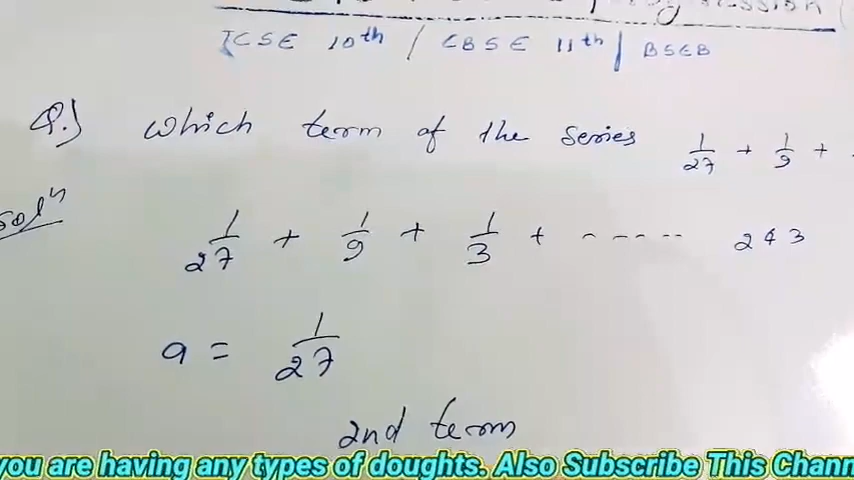 ICSE 10th / CBSE 11th | BSEB
Q.) Which term of the series 1/27 + 1/9 +
Solⁿ
1/27 + 1/9 + 1/3 + ----- 243
a = 1/27
2nd term
you are having any types of doughts. Also Subscribe This Chann